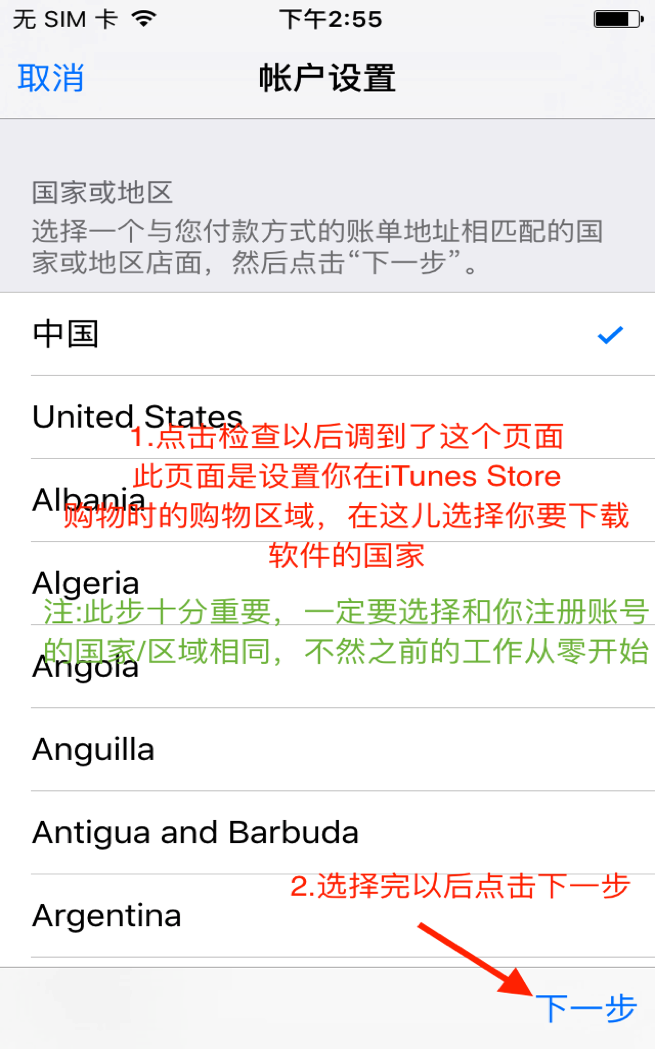 无 SIM 卡 下午2:55
取消 帐户设置
国家或地区
选择一个与您付款方式的账单地址相匹配的国
家或地区店面，然后点击“下一步”。
中国
United States
1.点击检查以后调到了这个页面
此页面是设置你在iTunes Store
Albania
购物时的购物区域，在这儿选择你要下载
软件的国家
Algeria
注:此步十分重要，一定要选择和你注册账号
的国家/区域相同，不然之前的工作从零开始
Angola
Anguilla
Antigua and Barbuda
2.选择完以后点击下一步
Argentina
下一步